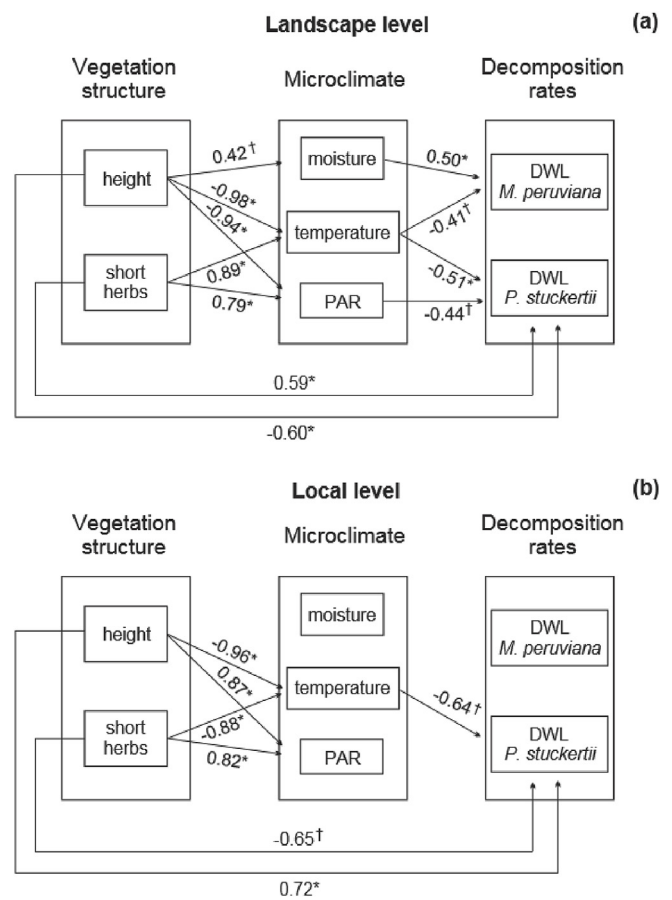 (a)
Landscape level
Vegetation
structure
Microclimate
Decomposition
rates
height
short
herbs
0.42†
-0.98*
-0.94*
0.89*
0.79*
moisture
temperature
PAR
0.50*
-0.41†
-0.51*
-0.44†
DWL
M. peruviana
DWL
P. stuckertii
0.59*
-0.60*
(b)
Local level
Vegetation
structure
Microclimate
Decomposition
rates
height
short
herbs
-0.96*
0.87*
-0.88*
0.82*
moisture
temperature
PAR
-0.64†
DWL
M. peruviana
DWL
P. stuckertii
-0.65†
0.72*